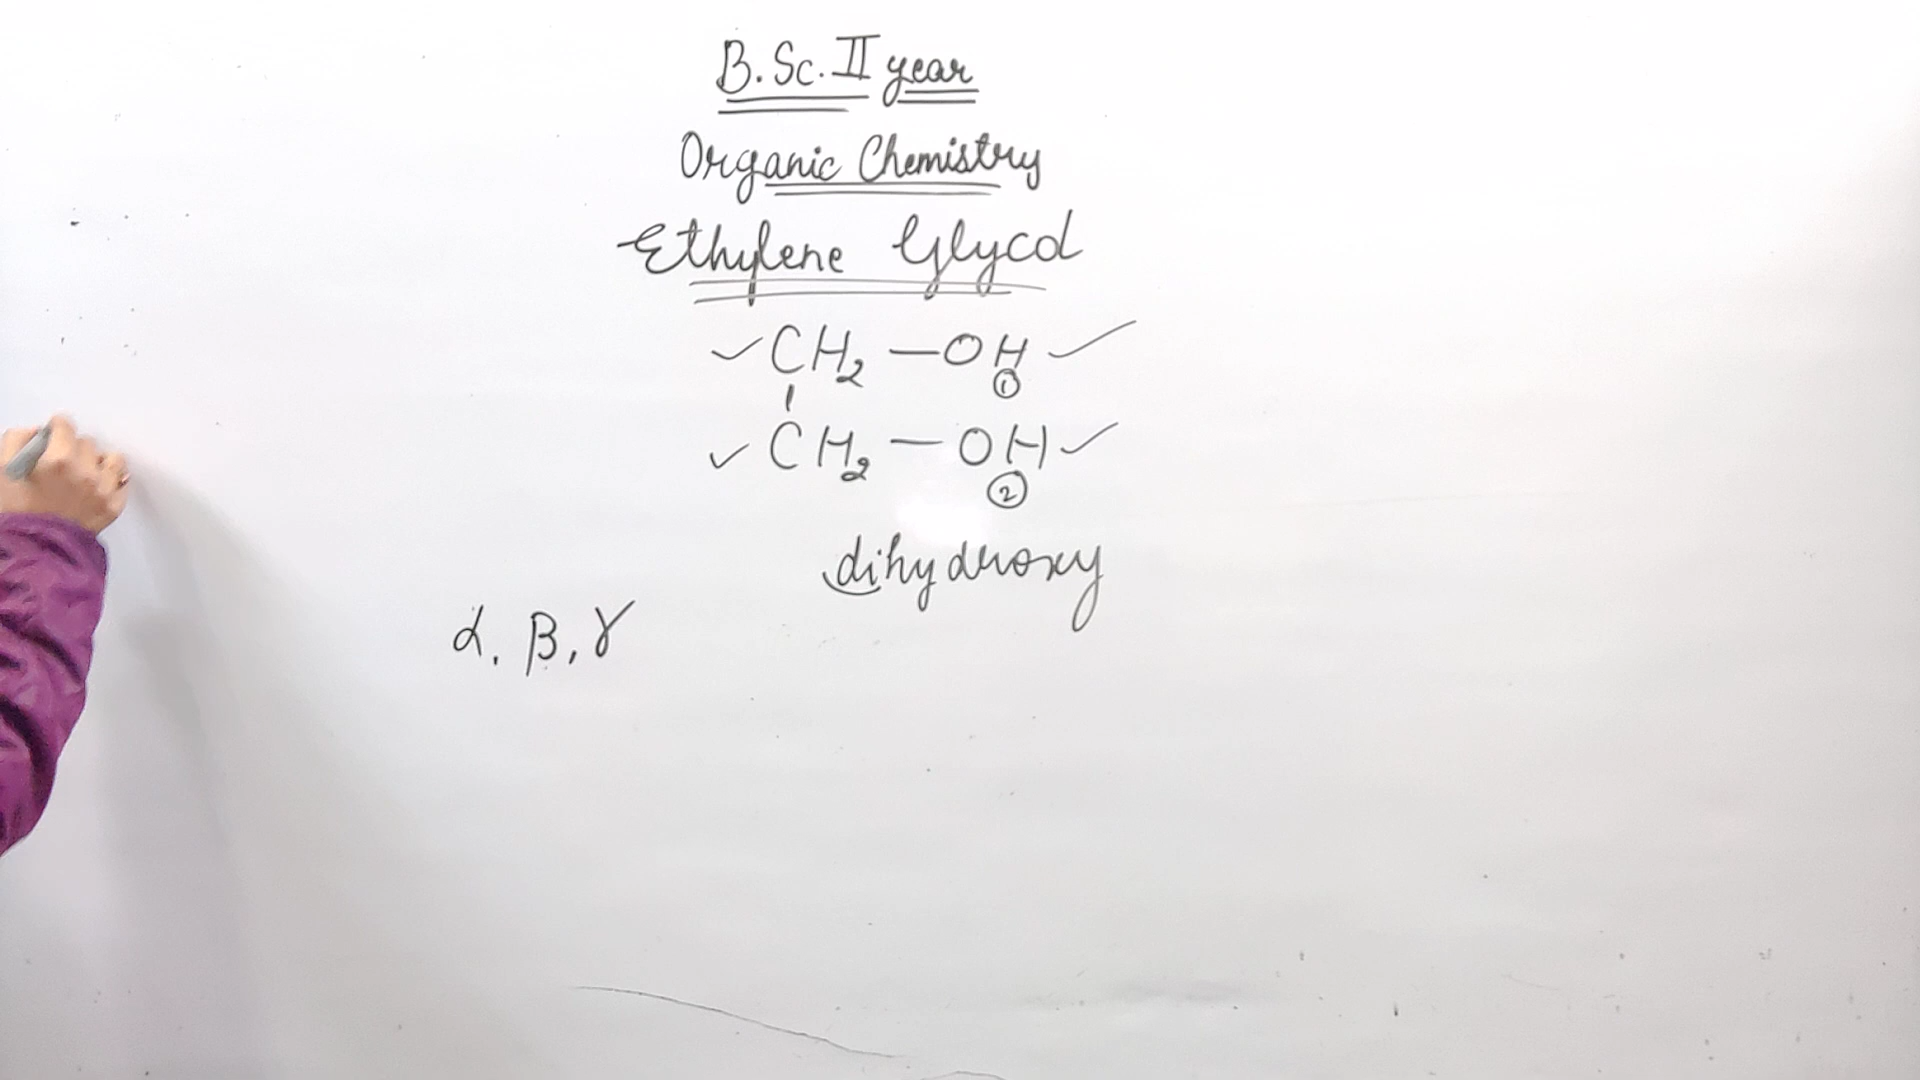 B.Sc. II year
Organic Chemistry
Ethylene Glycol
✓ CH₂ — OH ✓
①
|
✓ CH₂ — OH ✓
②
dihydroxy
α, β, γ